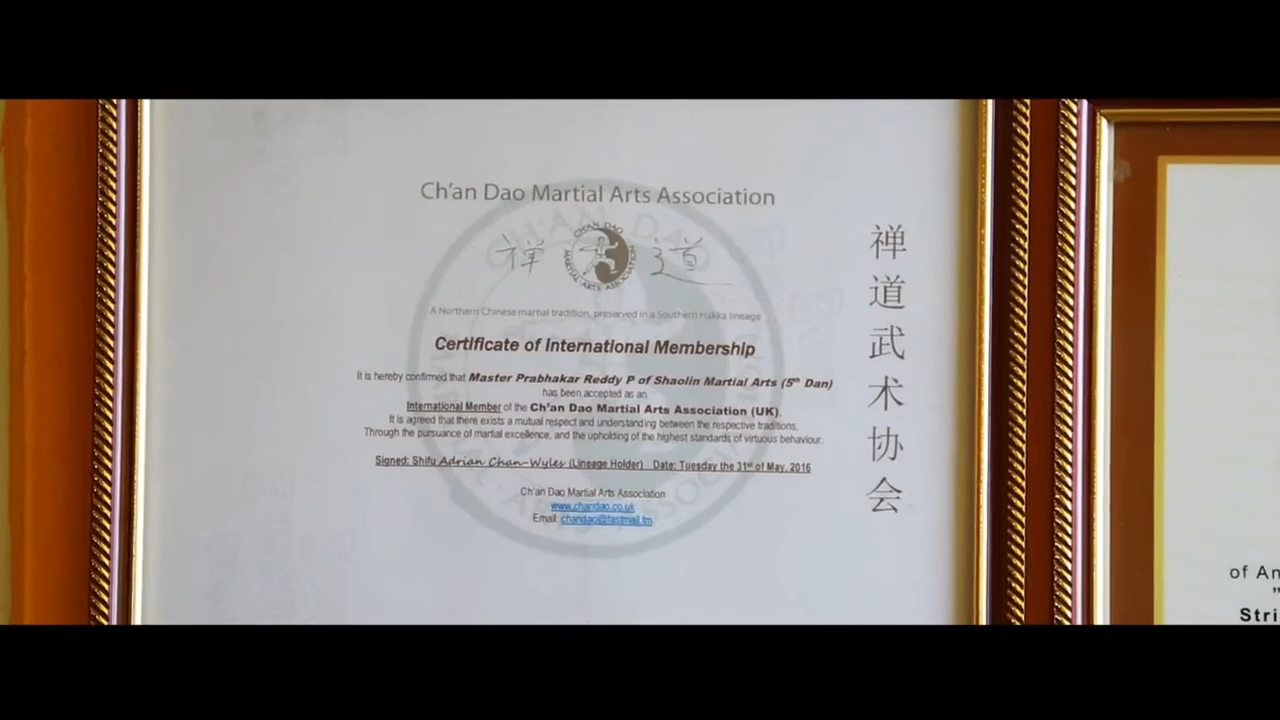 Ch'an Dao Martial Arts Association
禅 道
CH'AN DAO
MARTIAL ARTS ASSOCIATION
A Northern Chinese martial tradition, preserved in a Southern Hakka lineage
Certificate of International Membership
It is hereby confirmed that Master Prabhakar Reddy P of Shaolin Martial Arts (5th Dan)
has been accepted as an
International Member of the Ch'an Dao Martial Arts Association (UK).
It is agreed that there exists a mutual respect and understanding between the respective traditions,
Through the pursuance of martial excellence, and the upholding of the highest standards of virtuous behaviour.
Signed: Shifu Adrian Chan-Wyles (Lineage Holder) Date: Tuesday the 31st of May, 2016
Ch'an Dao Martial Arts Association
www.chandao.co.uk
Email: chandao@fastmail.fm
禅道武术协会
of An
"
Stri